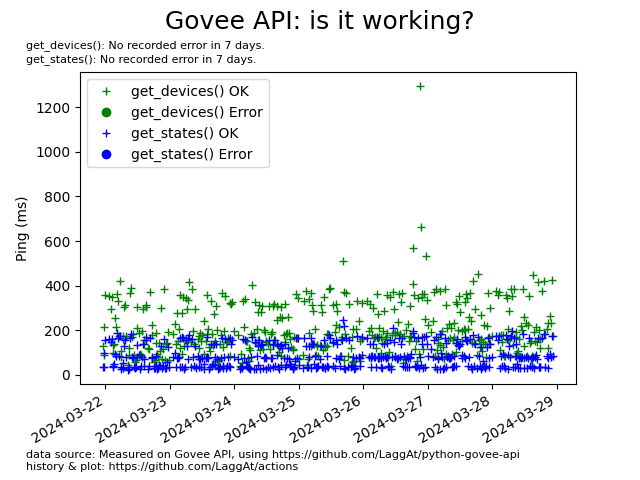 Govee API: is it working?
get_devices(): No recorded error in 7 days.
get_states(): No recorded error in 7 days.
get_devices() OK
get_devices() Error
get_states() OK
get_states() Error
Ping (ms)
1200
1000
800
600
400
200
0
2024-03-22
2024-03-23
2024-03-24
2024-03-25
2024-03-26
2024-03-27
2024-03-28
2024-03-29
data source: Measured on Govee API, using https://github.com/LaggAt/python-govee-api
history & plot: https://github.com/LaggAt/actions